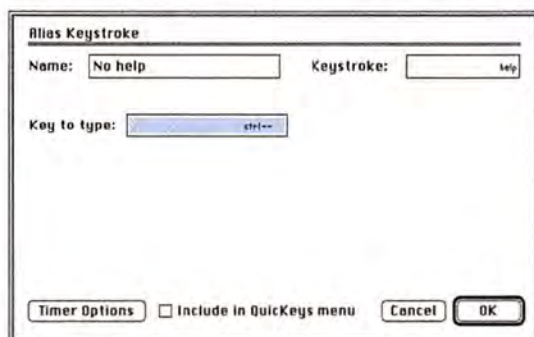 Alias Keystroke
Name: No help Keystroke: help
Key to type: ctrl--
Timer Options Include in QuicKeys menu Cancel OK